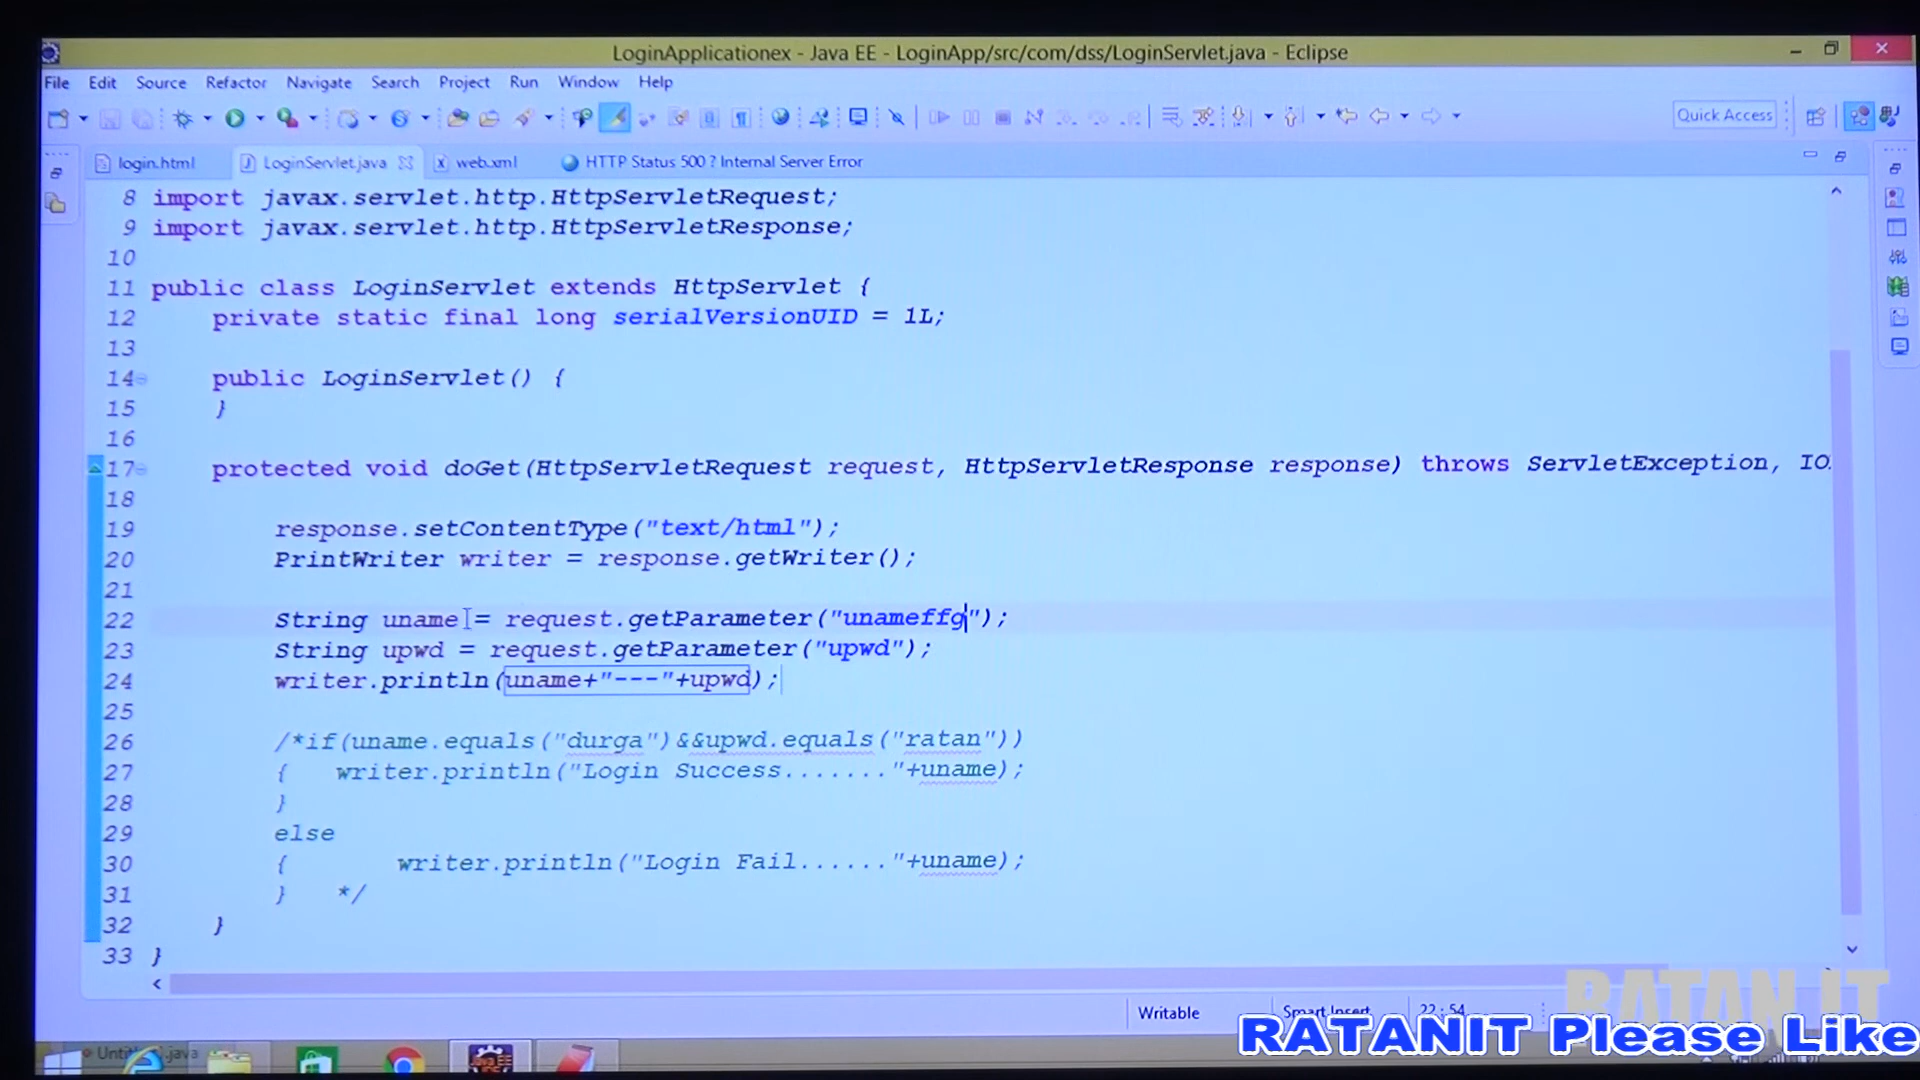 LoginApplicationex - Java EE - LoginApp/src/com/dss/LoginServlet.java - Eclipse
File Edit Source Refactor Navigate Search Project Run Window Help
Quick Access
login.html LoginServlet.java web.xml HTTP Status 500 ? Internal Server Error
8 import javax.servlet.http.HttpServletRequest;
9 import javax.servlet.http.HttpServletResponse;
10
11 public class LoginServlet extends HttpServlet {
12 private static final long serialVersionUID = 1L;
13
14 public LoginServlet() {
15 }
16
17 protected void doGet(HttpServletRequest request, HttpServletResponse response) throws ServletException, IO
18
19 response.setContentType("text/html");
20 PrintWriter writer = response.getWriter();
21
22 String uname = request.getParameter("unameffg");
23 String upwd = request.getParameter("upwd");
24 writer.println(uname+"---"+upwd);
25
26 /*if(uname.equals("durga")&&upwd.equals("ratan"))
27 { writer.println("Login Success......."+uname);
28 }
29 else
30 { writer.println("Login Fail......"+uname);
31 } */
32 }
33 }
Writable Smart Insert 22 : 54
RATAN IT
RATANIT Please Like